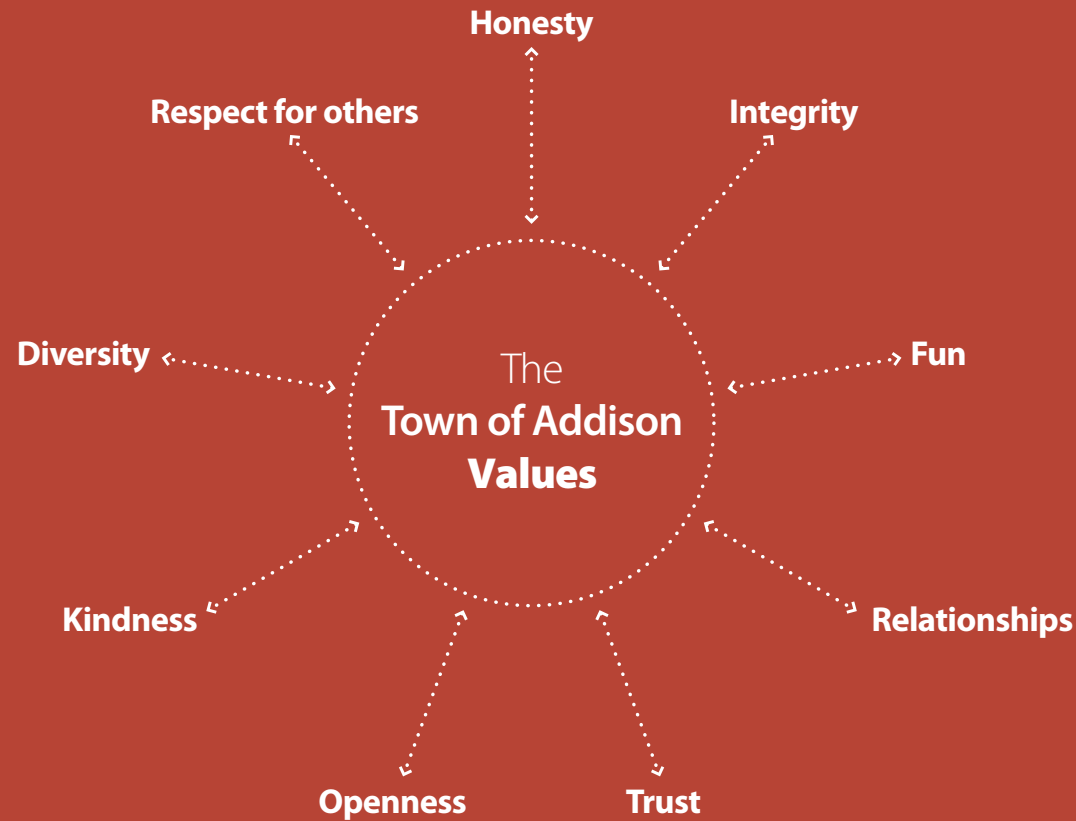 Honesty
Respect for others
Integrity
Diversity
Fun
The
Town of Addison
Values
Kindness
Relationships
Openness
Trust